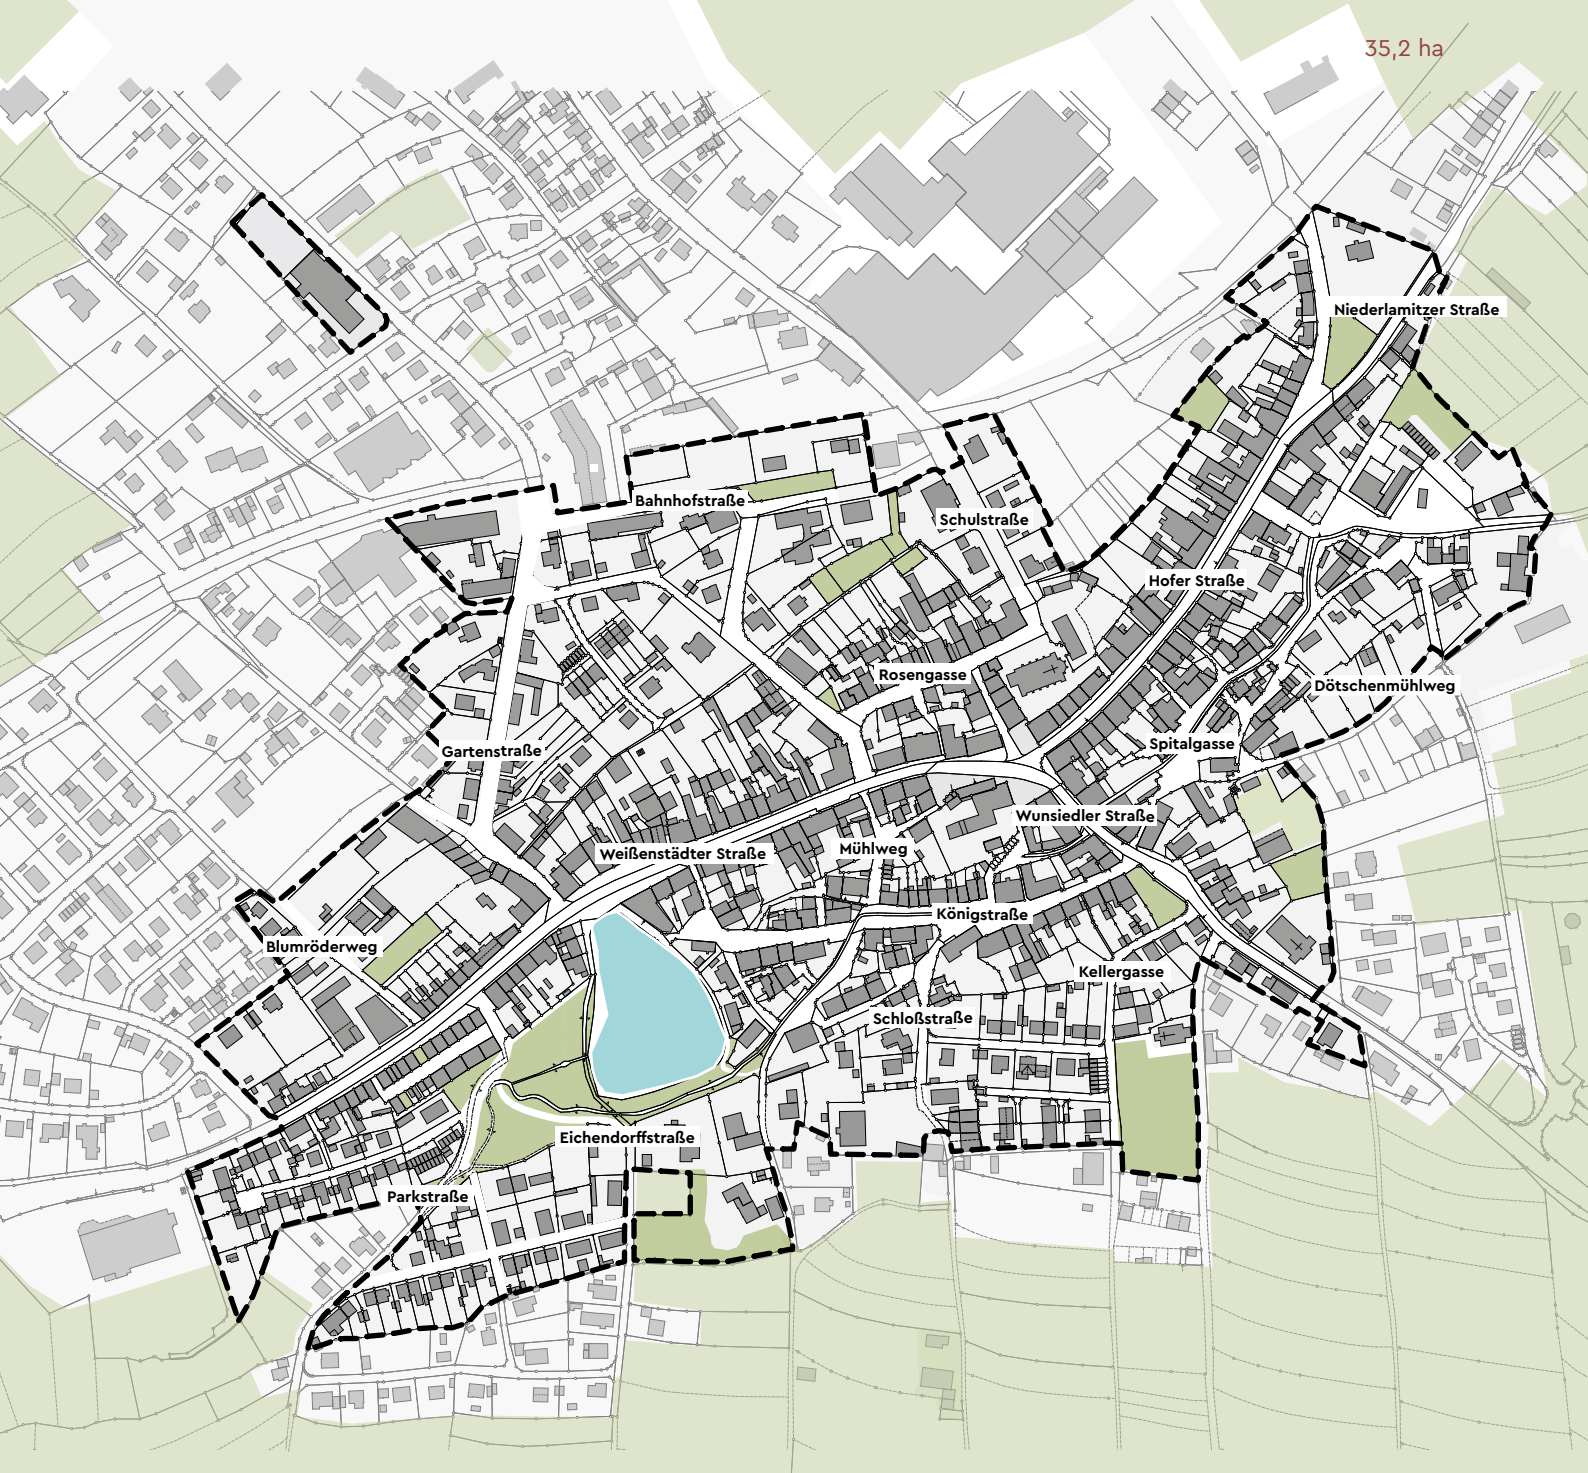 35,2 ha
Niederlamitzer Straße
Bahnhofstraße
Schulstraße
Hofer Straße
Rosengasse
Dötschenmühlweg
Gartenstraße
Spitalgasse
Wunsiedler Straße
Weißenstädter Straße
Mühlweg
Königstraße
Blumröderweg
Kellergasse
Schloßstraße
Eichendorffstraße
Parkstraße